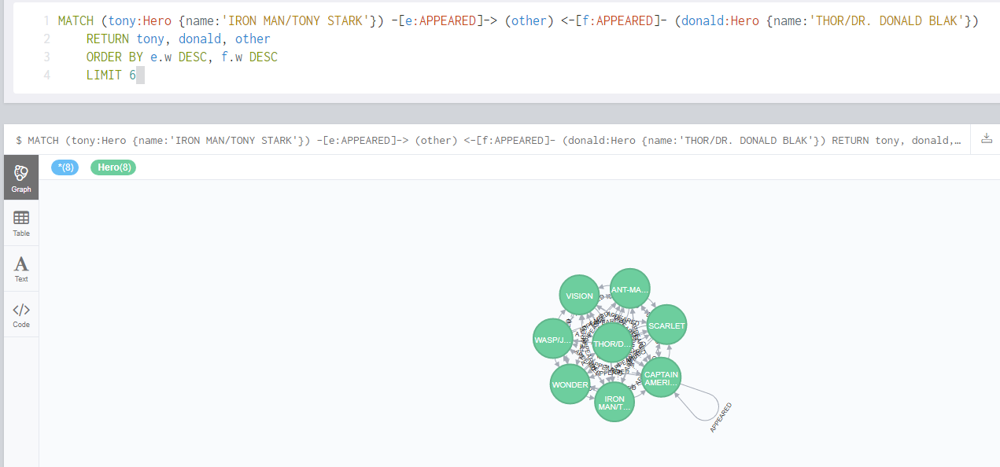 1 MATCH (tony:Hero {name:'IRON MAN/TONY STARK'}) -[e:APPEARED]-> (other) <-[f:APPEARED]- (donald:Hero {name:'THOR/DR. DONALD BLAK'})
2 RETURN tony, donald, other
3 ORDER BY e.w DESC, f.w DESC
4 LIMIT 6
$ MATCH (tony:Hero {name:'IRON MAN/TONY STARK'}) -[e:APPEARED]-> (other) <-[f:APPEARED]- (donald:Hero {name:'THOR/DR. DONALD BLAK'}) RETURN tony, donald,…
*(8) Hero(8)
Graph
Table
A
Text
</>
Code
VISION
ANT-MA…
SCARLET
WASP/J…
THOR/D…
CAPTAIN
AMERI…
WONDER
IRON
MAN/T…
APPEARED